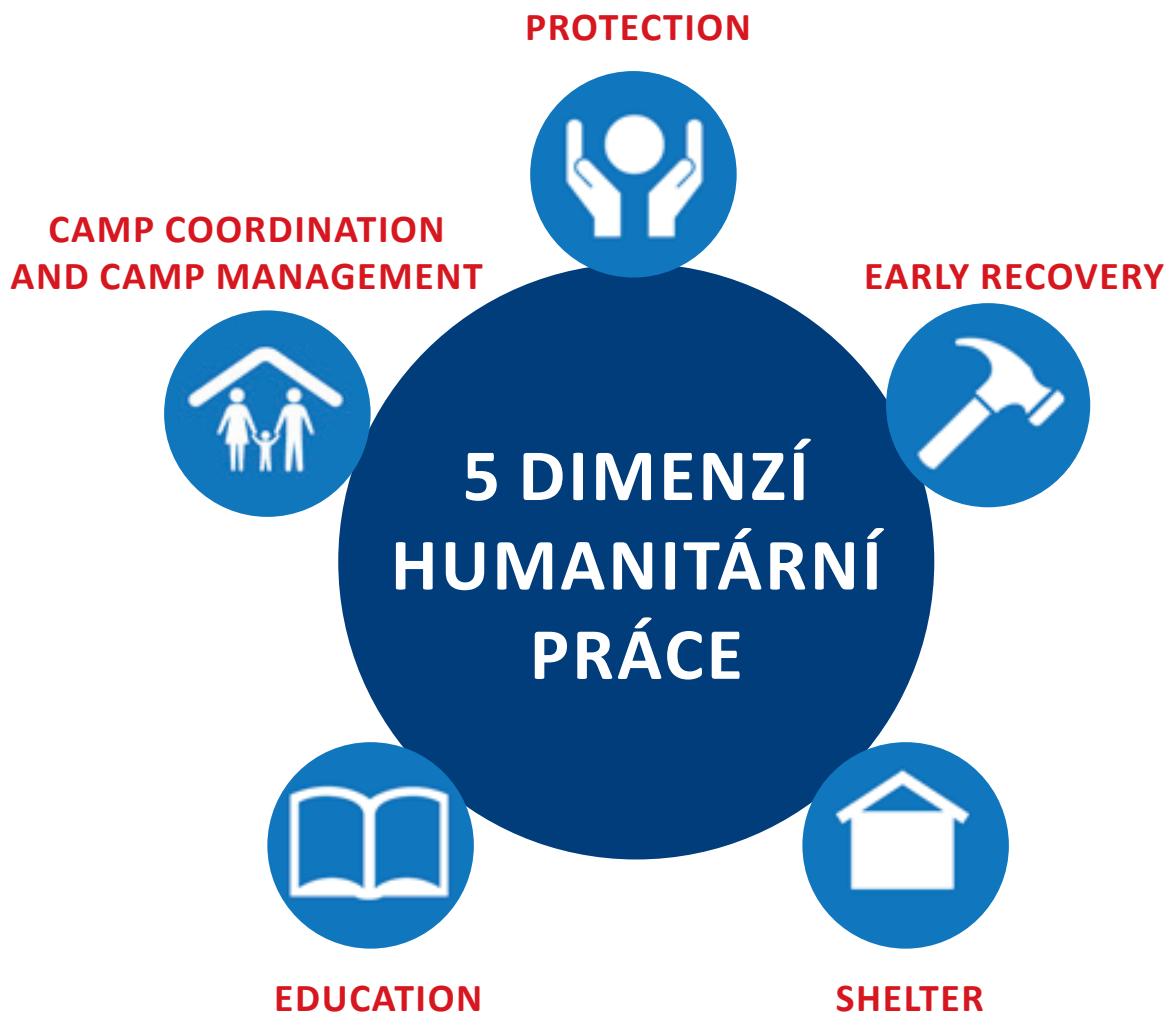 PROTECTION
CAMP COORDINATION
AND CAMP MANAGEMENT
EARLY RECOVERY
5 DIMENZÍ
HUMANITÁRNÍ
PRÁCE
EDUCATION
SHELTER